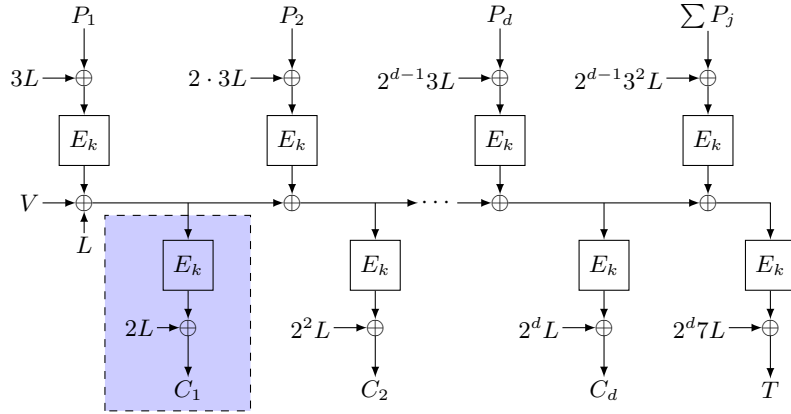 P_1 P_2 P_d ∑ P_j
3L 2 · 3L 2^{d−1}3L 2^{d−1}3^2L
E_k E_k E_k E_k
V ⋯
L
E_k E_k E_k E_k
2L 2^2L 2^dL 2^d7L
C_1 C_2 C_d T